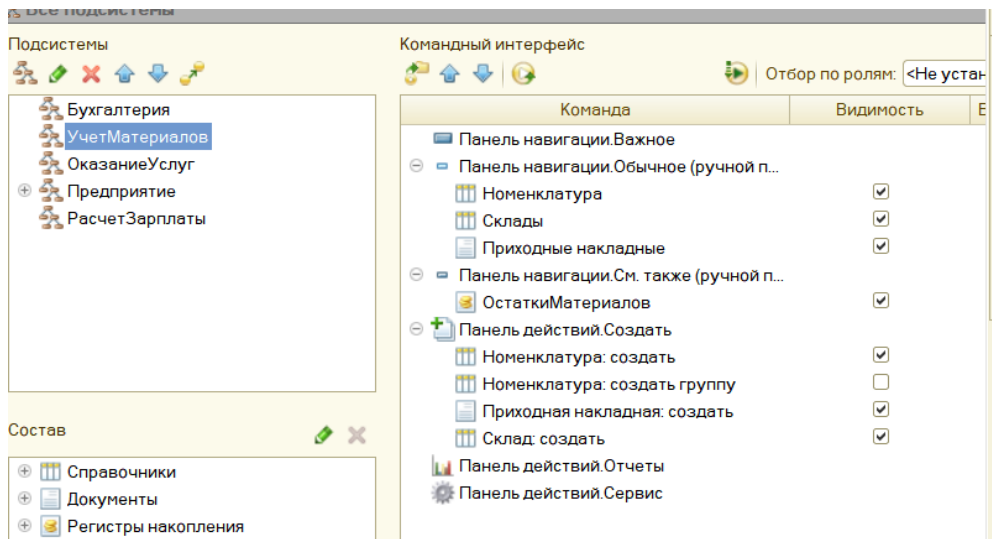 Все подсистемы
Подсистемы
Командный интерфейс
Отбор по ролям: <Не устан
Бухгалтерия
УчетМатериалов
ОказаниеУслуг
Предприятие
РасчетЗарплаты
Команда Видимость
Панель навигации.Важное
Панель навигации.Обычное (ручной п...
Номенклатура
Склады
Приходные накладные
Панель навигации.См. также (ручной п...
ОстаткиМатериалов
Панель действий.Создать
Номенклатура: создать
Номенклатура: создать группу
Приходная накладная: создать
Склад: создать
Панель действий.Отчеты
Панель действий.Сервис
Состав
Справочники
Документы
Регистры накопления